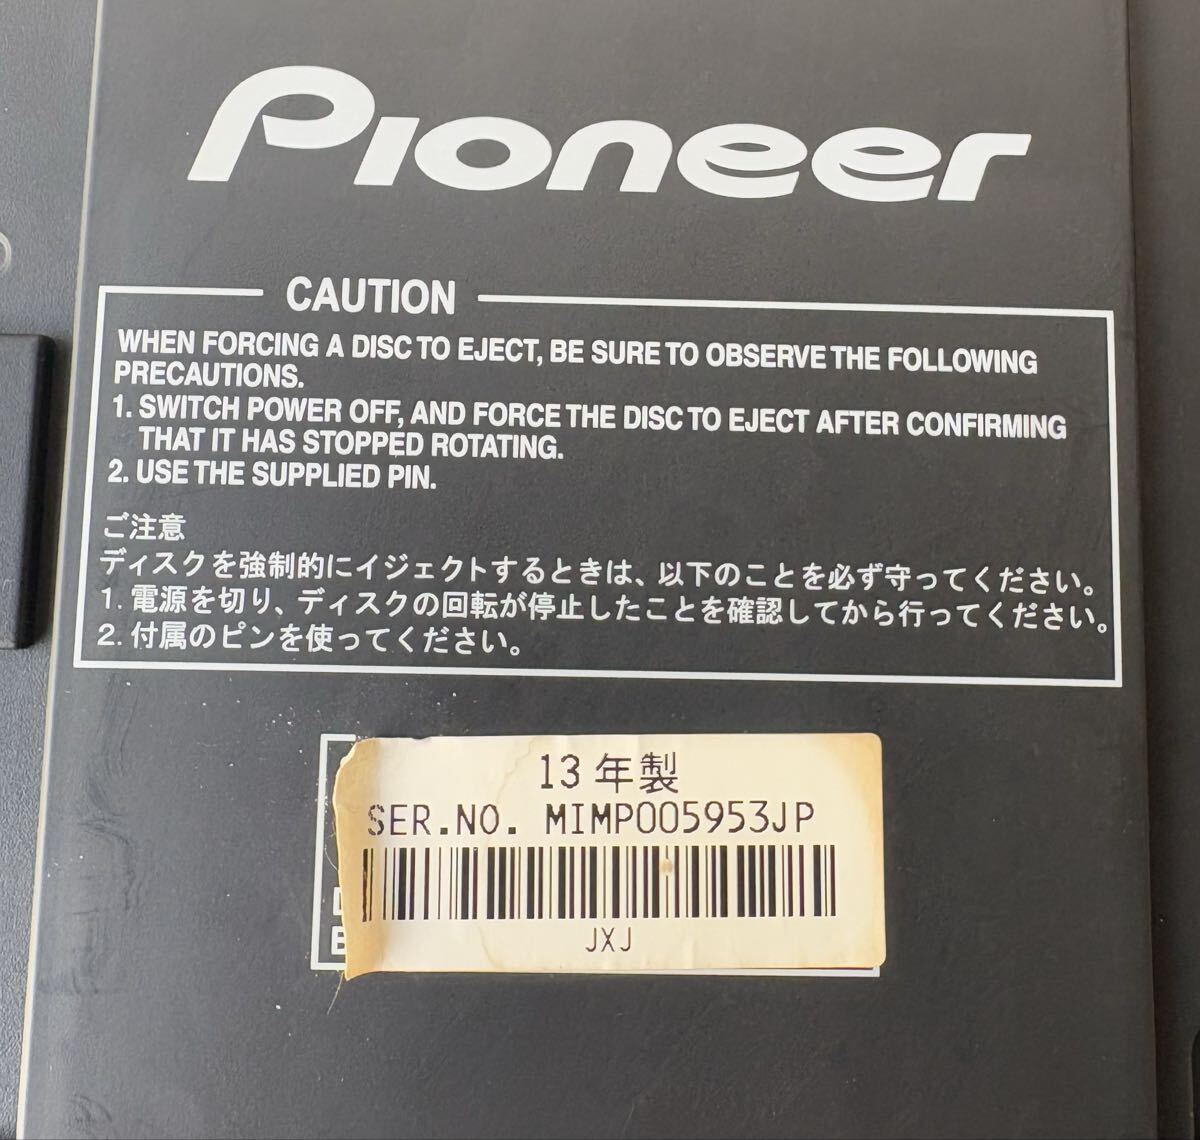 Pioneer
CAUTION
WHEN FORCING A DISC TO EJECT, BE SURE TO OBSERVE THE FOLLOWING
PRECAUTIONS.
1. SWITCH POWER OFF, AND FORCE THE DISC TO EJECT AFTER CONFIRMING
THAT IT HAS STOPPED ROTATING.
2. USE THE SUPPLIED PIN.
ご注意
ディスクを強制的にイジェクトするときは、以下のことを必ず守ってください。
1. 電源を切り、ディスクの回転が停止したことを確認してから行ってください。
2. 付属のピンを使ってください。
13年製
SER.NO. MIMP005953JP
JXJ